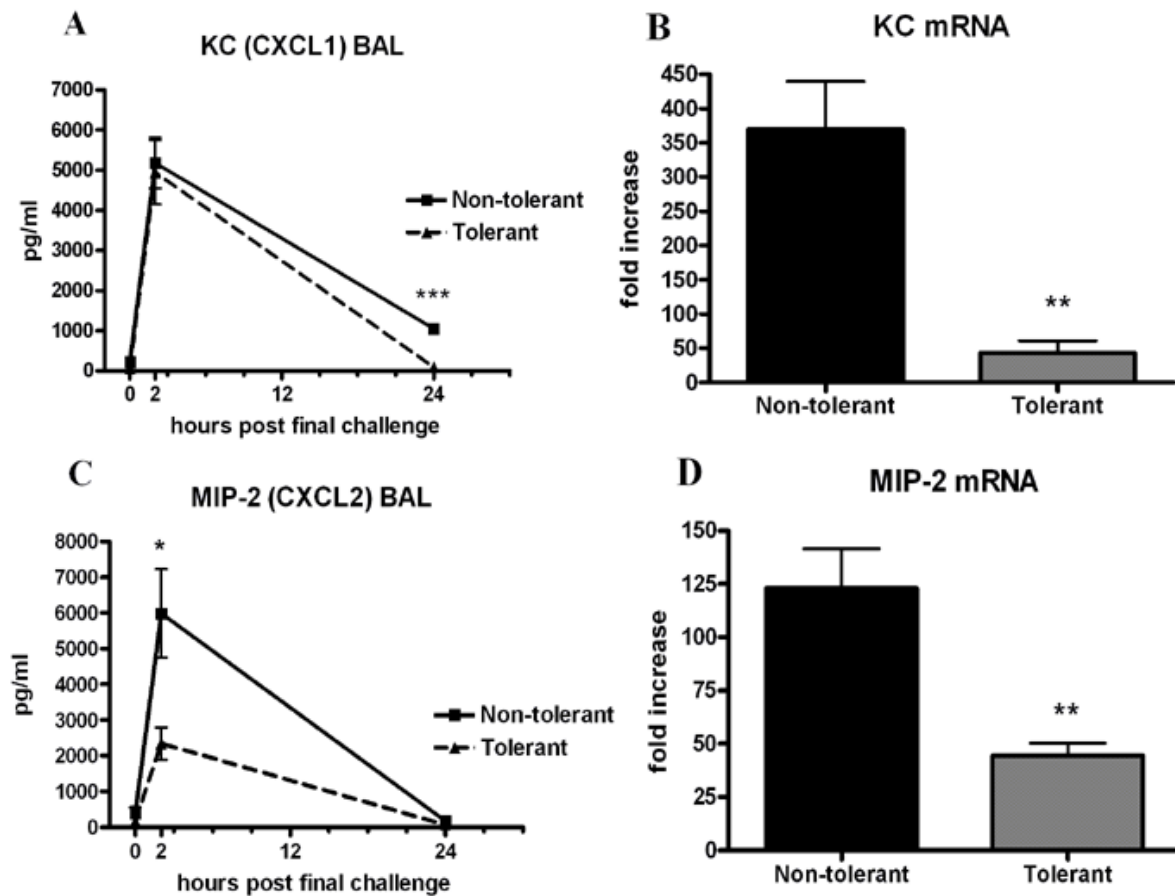 A
KC (CXCL1) BAL
7000
6000
5000
4000
3000
2000
1000
0
pg/ml
Non-tolerant
Tolerant
***
0 2 12 24
hours post final challenge
B
KC mRNA
450
400
350
300
250
200
150
100
50
0
fold increase
**
Non-tolerant Tolerant
C
MIP-2 (CXCL2) BAL
8000
7000
6000
5000
4000
3000
2000
1000
0
pg/ml
*
Non-tolerant
Tolerant
0 2 12 24
hours post final challenge
D
MIP-2 mRNA
150
125
100
75
50
25
0
fold increase
**
Non-tolerant Tolerant